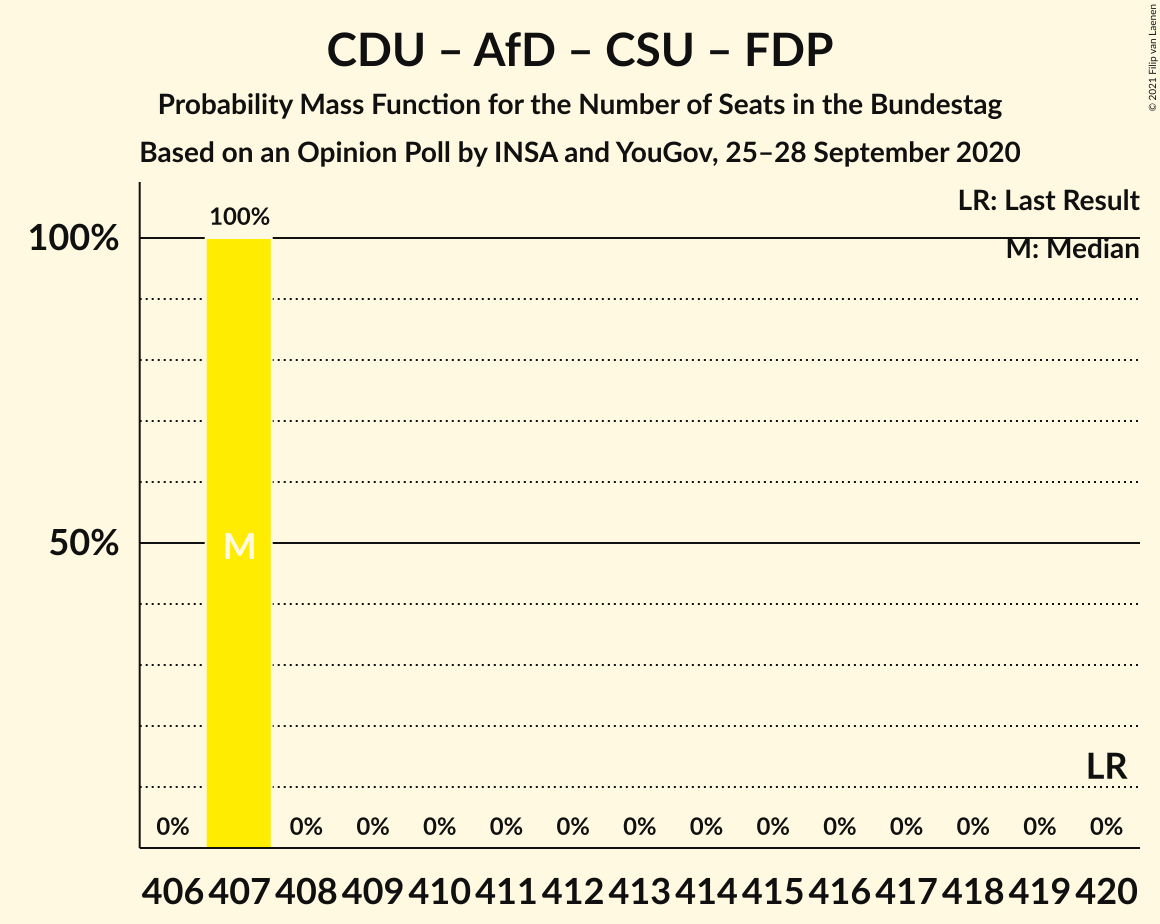 CDU – AfD – CSU – FDP
Probability Mass Function for the Number of Seats in the Bundestag
Based on an Opinion Poll by INSA and YouGov, 25–28 September 2020
© 2021 Filip van Laenen
LR: Last Result
M: Median
100%
100%
50%
M
LR
0% 0% 0% 0% 0% 0% 0% 0% 0% 0% 0% 0% 0% 0%
406 407 408 409 410 411 412 413 414 415 416 417 418 419 420